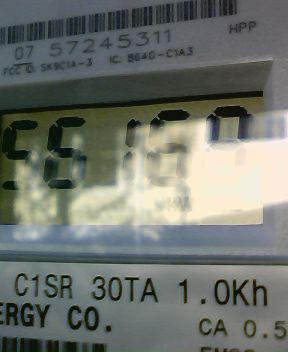 07 57245311
HPP
FCC ID: SK9C1A-3 IC: 864G-C1A3
C1SR 30TA 1.0Kh
ERGY CO.
CA 0.5